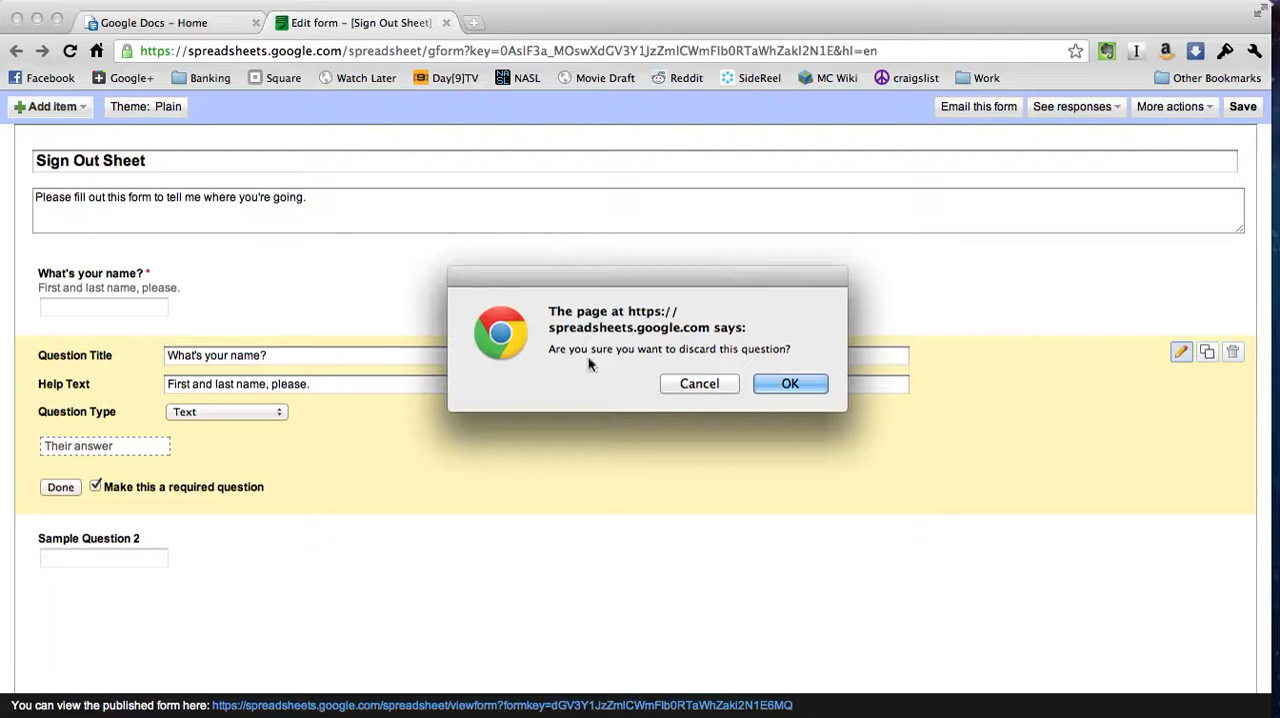 Google Docs - Home
Edit form - [Sign Out Sheet]
https://spreadsheets.google.com/spreadsheet/gform?key=0AslF3a_MOswXdGV3Y1JzZmlCWmFlb0RTaWhZakI2N1E&hl=en
Facebook Google+ Banking Square Watch Later Day[9]TV NASL Movie Draft Reddit SideReel MC Wiki craigslist Work Other Bookmarks
Add item Theme: Plain Email this form See responses More actions Save
Sign Out Sheet
Please fill out this form to tell me where you're going.
What's your name? *
First and last name, please.
The page at https://
spreadsheets.google.com says:
Are you sure you want to discard this question?
Cancel OK
Question Title What's your name?
Help Text First and last name, please.
Question Type Text
Their answer
Done Make this a required question
Sample Question 2
You can view the published form here: https://spreadsheets.google.com/spreadsheet/viewform?formkey=dGV3Y1JzZmlCWmFlb0RTaWhZakI2N1E6MQ